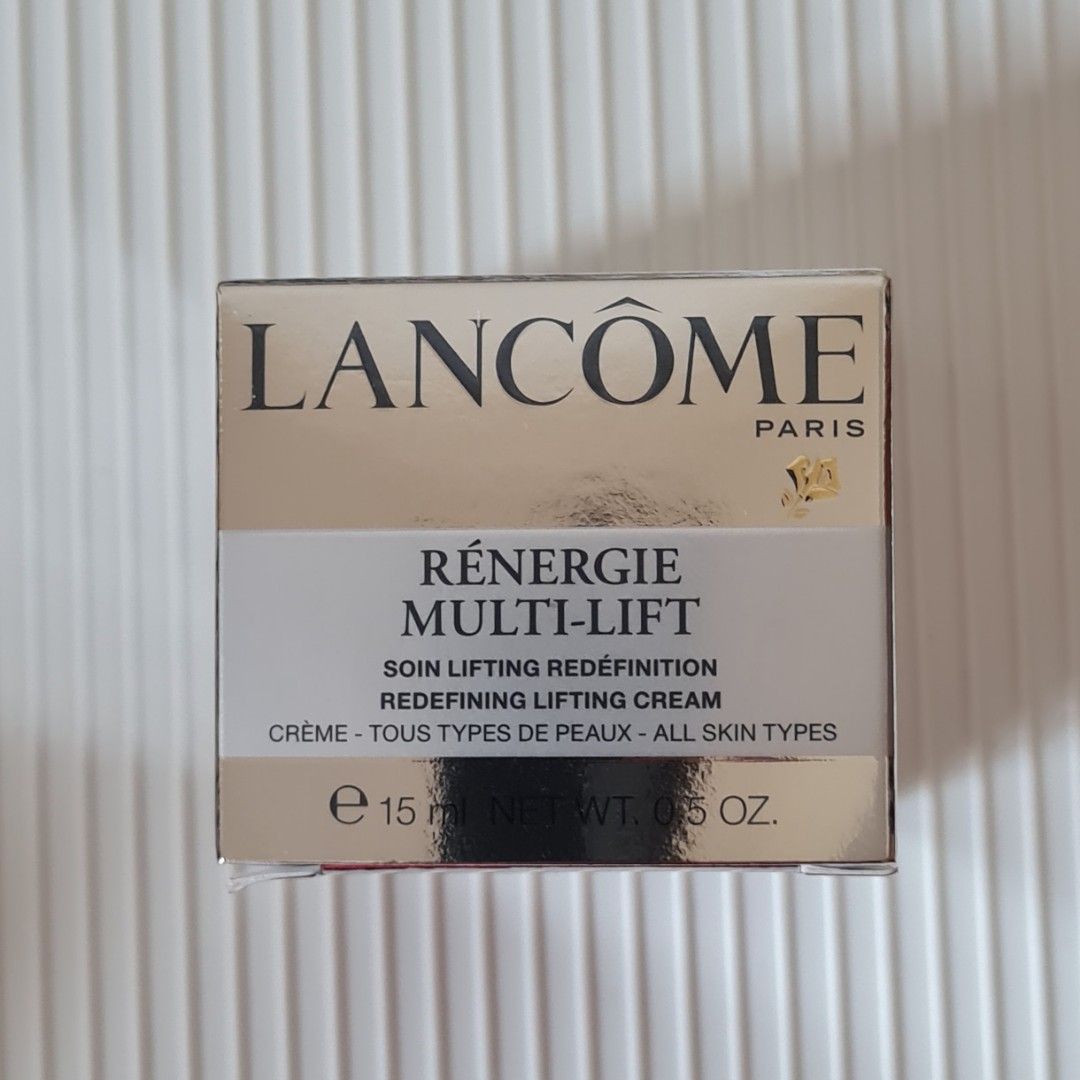 LANCÔME
PARIS
RÉNERGIE
MULTI-LIFT
SOIN LIFTING REDÉFINITION
REDEFINING LIFTING CREAM
CRÈME - TOUS TYPES DE PEAUX - ALL SKIN TYPES
e 15 ml NET WT. 0.5 OZ.